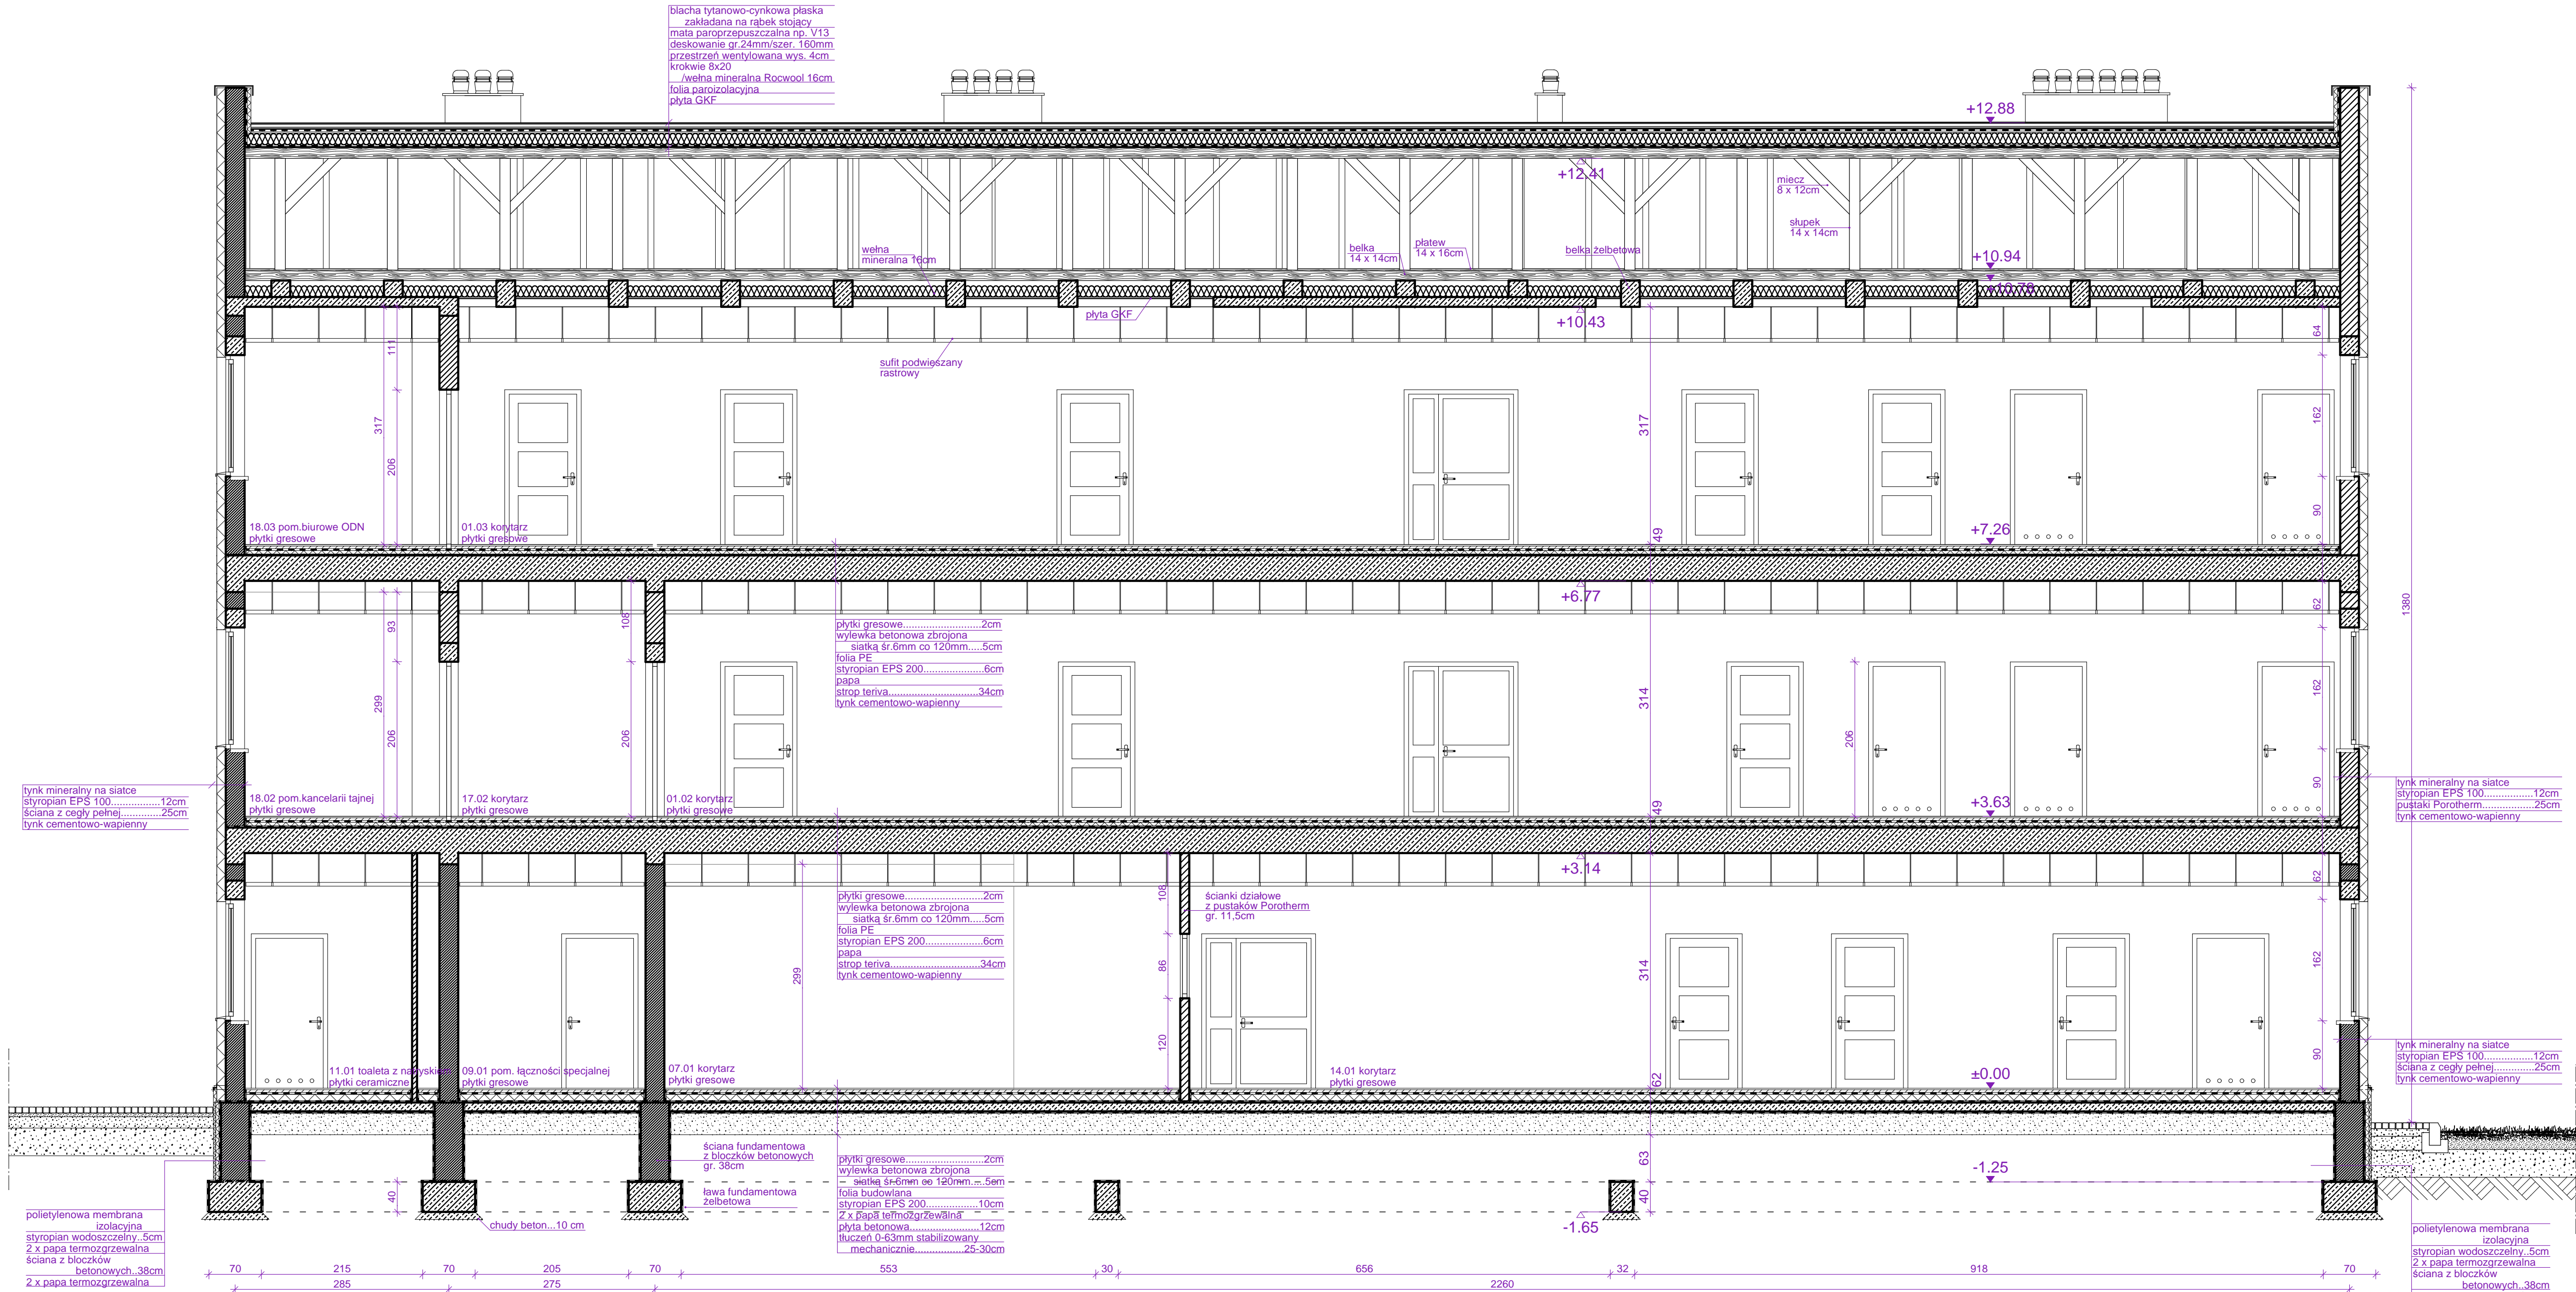 blacha tytanowo-cynkowa płaska
zakładana na rąbek stojący
mata paroprzepuszczalna np. V13
deskowanie gr.24mm/szer. 160mm
przestrzeń wentylowana wys. 4cm
krokwie 8x20
/wełna mineralna Rocwool 16cm
folia paroizolacyjna
płyta GKF
+12.88
+12.41
miecz
8 x 12cm
słupek
14 x 14cm
wełna
mineralna 16cm
belka
14 x 14cm
płatew
14 x 16cm
belka żelbetowa
+10.94
+10.78
płyta GKF
+10.43
sufit podwieszany
rastrowy
111
317
206
317
64
162
90
18.03 pom.biurowe ODN
płytki gresowe
01.03 korytarz
płytki gresowe
49
+7.26
+6.77
62
1380
płytki gresowe...........................2cm
wylewka betonowa zbrojona
siatką śr.6mm co 120mm.....5cm
folia PE
styropian EPS 200.....................6cm
papa
strop teriva...............................34cm
tynk cementowo-wapienny
93
108
299
206
206
314
206
162
90
18.02 pom.kancelarii tajnej
płytki gresowe
17.02 korytarz
płytki gresowe
01.02 korytarz
płytki gresowe
49
+3.63
tynk mineralny na siatce
styropian EPS 100.................12cm
ściana z cegły pełnej..............25cm
tynk cementowo-wapienny
tynk mineralny na siatce
styropian EPS 100.................12cm
pustaki Porotherm..................25cm
tynk cementowo-wapienny
+3.14
62
płytki gresowe...........................2cm
wylewka betonowa zbrojona
siatką śr.6mm co 120mm.....5cm
folia PE
styropian EPS 200....................6cm
papa
strop teriva...............................34cm
tynk cementowo-wapienny
ścianki działowe
z pustaków Porotherm
gr. 11,5cm
108
299
86
120
314
162
90
tynk mineralny na siatce
styropian EPS 100.................12cm
ściana z cegły pełnej..............25cm
tynk cementowo-wapienny
11.01 toaleta z natryskiem
płytki ceramiczne
09.01 pom. łączności specjalnej
płytki gresowe
07.01 korytarz
płytki gresowe
14.01 korytarz
płytki gresowe
62
±0.00
ściana fundamentowa
z bloczków betonowych
gr. 38cm
ława fundamentowa
żelbetowa
chudy beton...10 cm
40
płytki gresowe...........................2cm
wylewka betonowa zbrojona
siatką śr.6mm co 120mm.....5cm
folia budowlana
styropian EPS 200..................10cm
2 x papa termozgrzewalna
płyta betonowa........................12cm
tłuczeń 0-63mm stabilizowany
mechanicznie.................25-30cm
63
40
-1.25
-1.65
polietylenowa membrana
izolacyjna
styropian wodoszczelny..5cm
2 x papa termozgrzewalna
ściana z bloczków
betonowych..38cm
2 x papa termozgrzewalna
polietylenowa membrana
izolacyjna
styropian wodoszczelny..5cm
2 x papa termozgrzewalna
ściana z bloczków
betonowych..38cm
70 215 70 205 70 553 30 656 32 918 70
285 275 2260